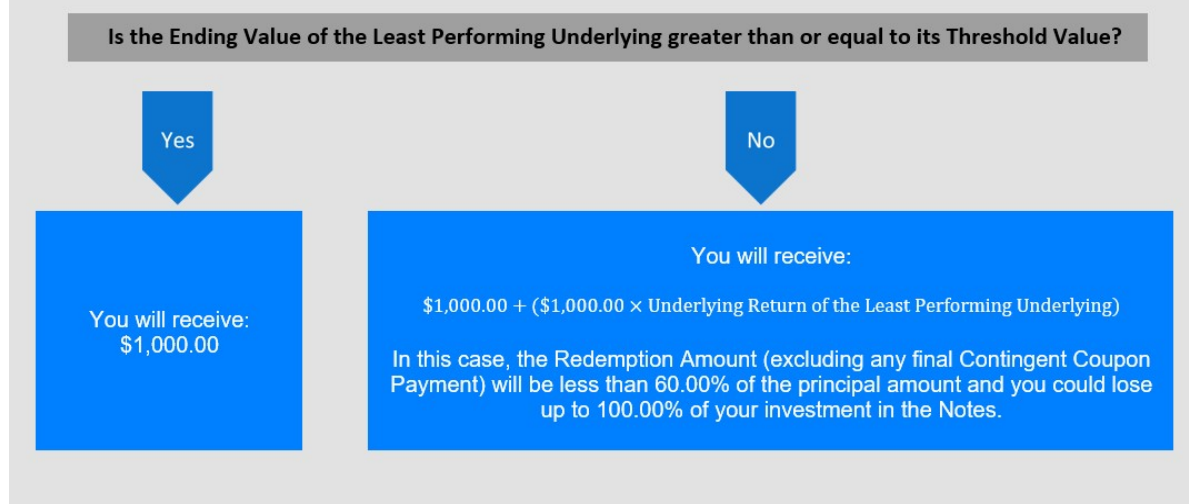 Is the Ending Value of the Least Performing Underlying greater than or equal to its Threshold Value?
Yes
No
You will receive:
$1,000.00
You will receive:
$1,000.00 + ($1,000.00 × Underlying Return of the Least Performing Underlying)
In this case, the Redemption Amount (excluding any final Contingent Coupon
Payment) will be less than 60.00% of the principal amount and you could lose
up to 100.00% of your investment in the Notes.